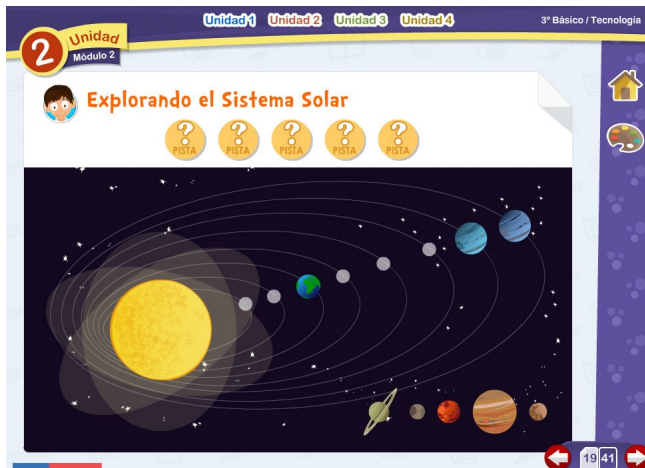 Unidad 1 Unidad 2 Unidad 3 Unidad 4
3º Básico / Tecnología
2 Unidad
Módulo 2
Explorando el Sistema Solar
? ? ? ? ?
PISTA PISTA PISTA PISTA PISTA
19 41